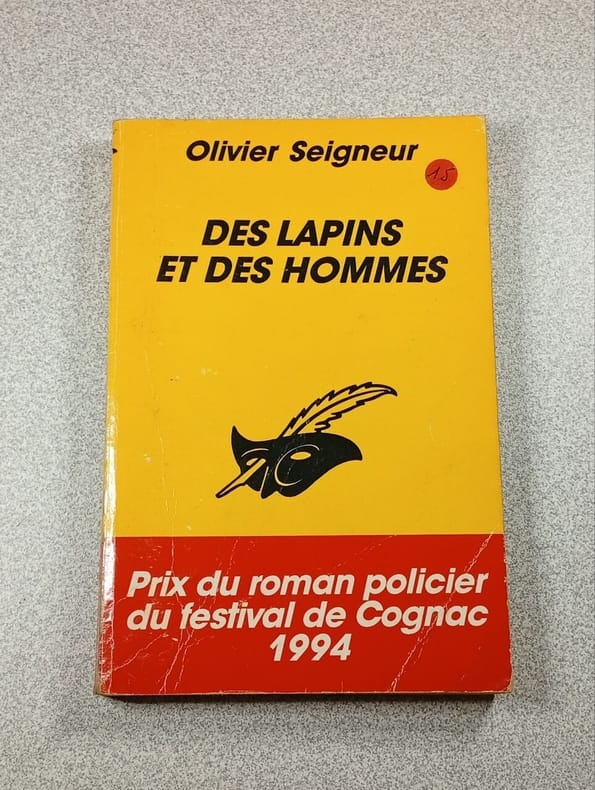 Olivier Seigneur
15
DES LAPINS
ET DES HOMMES
Prix du roman policier
du festival de Cognac
1994